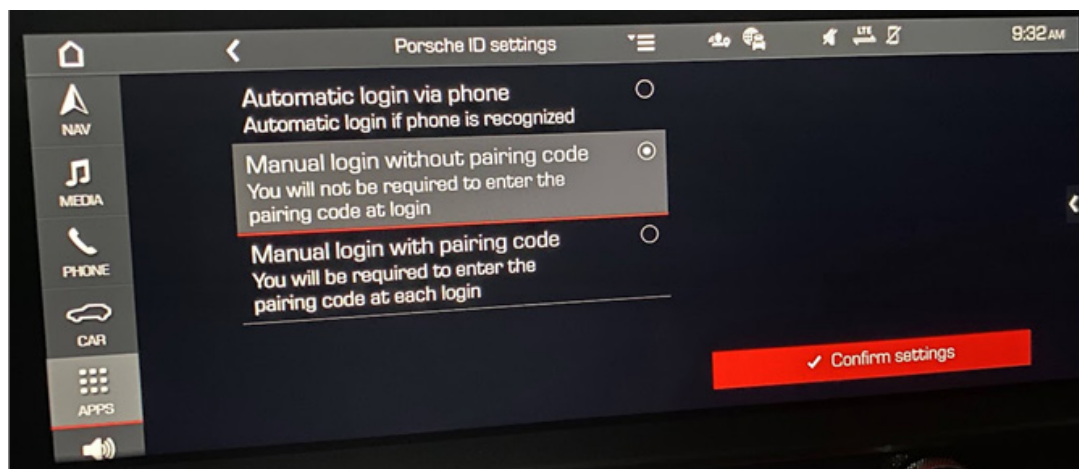 Porsche ID settings
LTE
9:32 AM
NAV
MEDIA
PHONE
CAR
APPS
Automatic login via phone
Automatic login if phone is recognized
Manual login without pairing code
You will not be required to enter the
pairing code at login
Manual login with pairing code
You will be required to enter the
pairing code at each login
Confirm settings